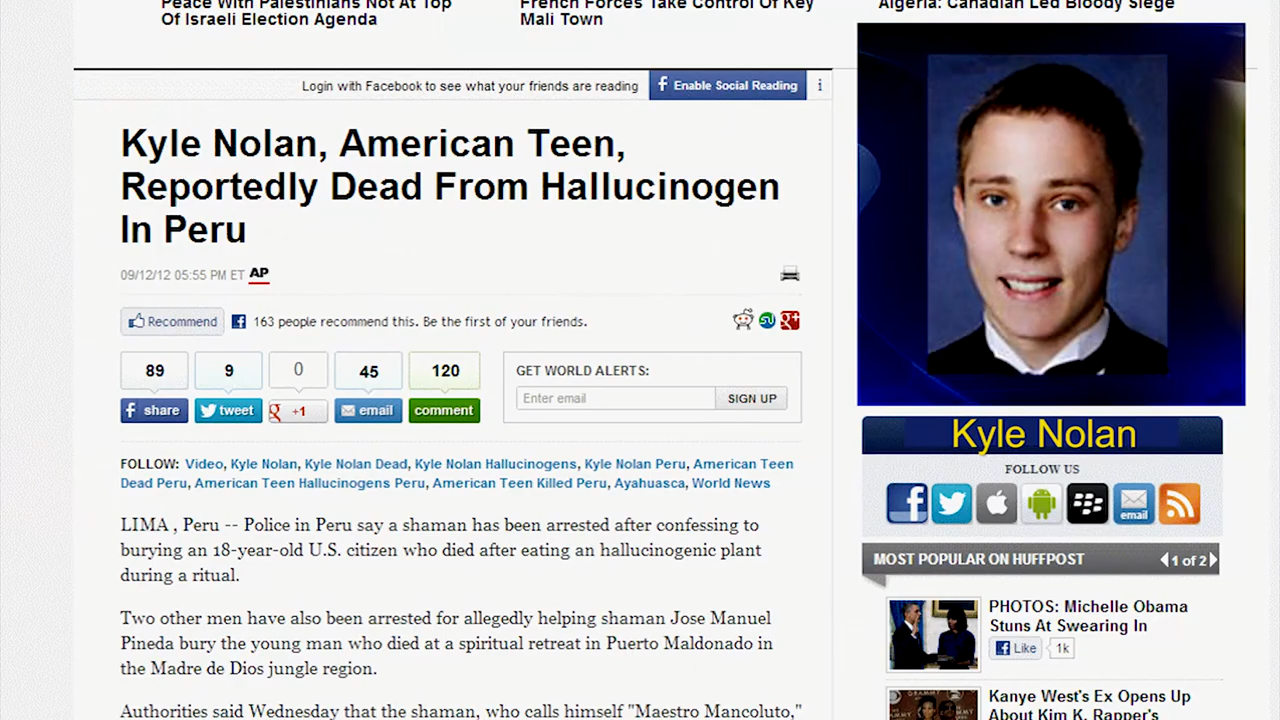 Peace With Palestinians Not At Top
Of Israeli Election Agenda
French Forces Take Control Of Key
Mali Town
Algeria: Canadian Led Bloody Siege
Login with Facebook to see what your friends are reading
f Enable Social Reading
i
Kyle Nolan, American Teen,
Reportedly Dead From Hallucinogen
In Peru
09/12/12 05:55 PM ET AP
Recommend
163 people recommend this. Be the first of your friends.
89
9
0
45
120
f share
tweet
g +1
email
comment
GET WORLD ALERTS:
Enter email
SIGN UP
FOLLOW: Video, Kyle Nolan, Kyle Nolan Dead, Kyle Nolan Hallucinogens, Kyle Nolan Peru, American Teen
Dead Peru, American Teen Hallucinogens Peru, American Teen Killed Peru, Ayahuasca, World News
LIMA , Peru -- Police in Peru say a shaman has been arrested after confessing to
burying an 18-year-old U.S. citizen who died after eating an hallucinogenic plant
during a ritual.
Two other men have also been arrested for allegedly helping shaman Jose Manuel
Pineda bury the young man who died at a spiritual retreat in Puerto Maldonado in
the Madre de Dios jungle region.
Authorities said Wednesday that the shaman, who calls himself "Maestro Mancoluto,"
Kyle Nolan
FOLLOW US
email
MOST POPULAR ON HUFFPOST
1 of 2
PHOTOS: Michelle Obama
Stuns At Swearing In
Like
1k
Kanye West's Ex Opens Up
About Kim K, Rapper's